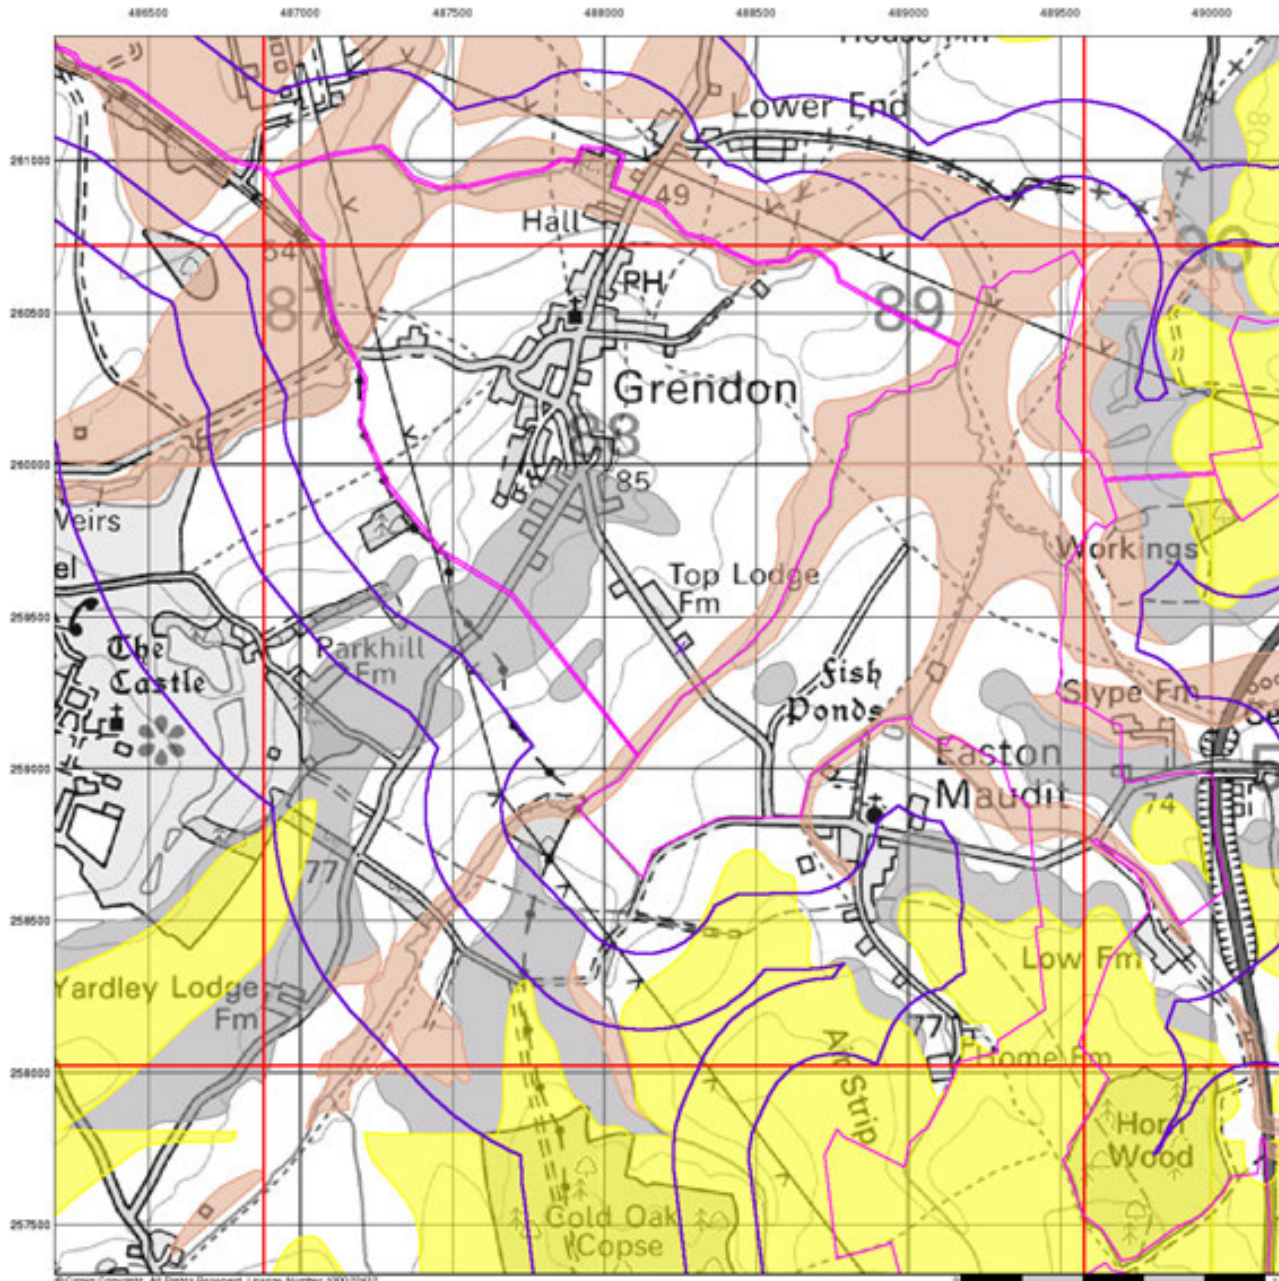 486500 487000 487500 488000 488500 489000 489500 490000
Lower End
261000
49
Hall
54
PH
260500
87
89
Grendon
88
260000
85
Weirs
Workings
Top Lodge
Fm
259500
The
Castle
Parkhill
Fm
Fish
Ponds
Slype Fm
259000
Easton
Maudit
74
77
258500
Low Fm
Yardley Lodge
Fm
77
Home Fm
258000
Air Strip
Horn
Wood
257500
Cold Oak
Copse